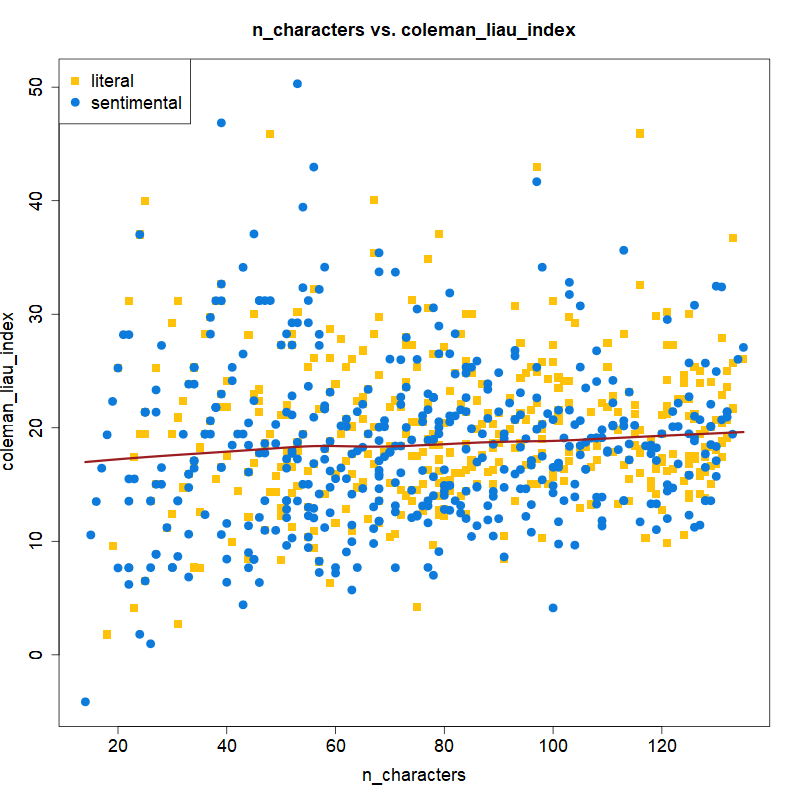 n_characters vs. coleman_liau_index
literal
sentimental
50
40
30
20
10
0
coleman_liau_index
20 40 60 80 100 120
n_characters